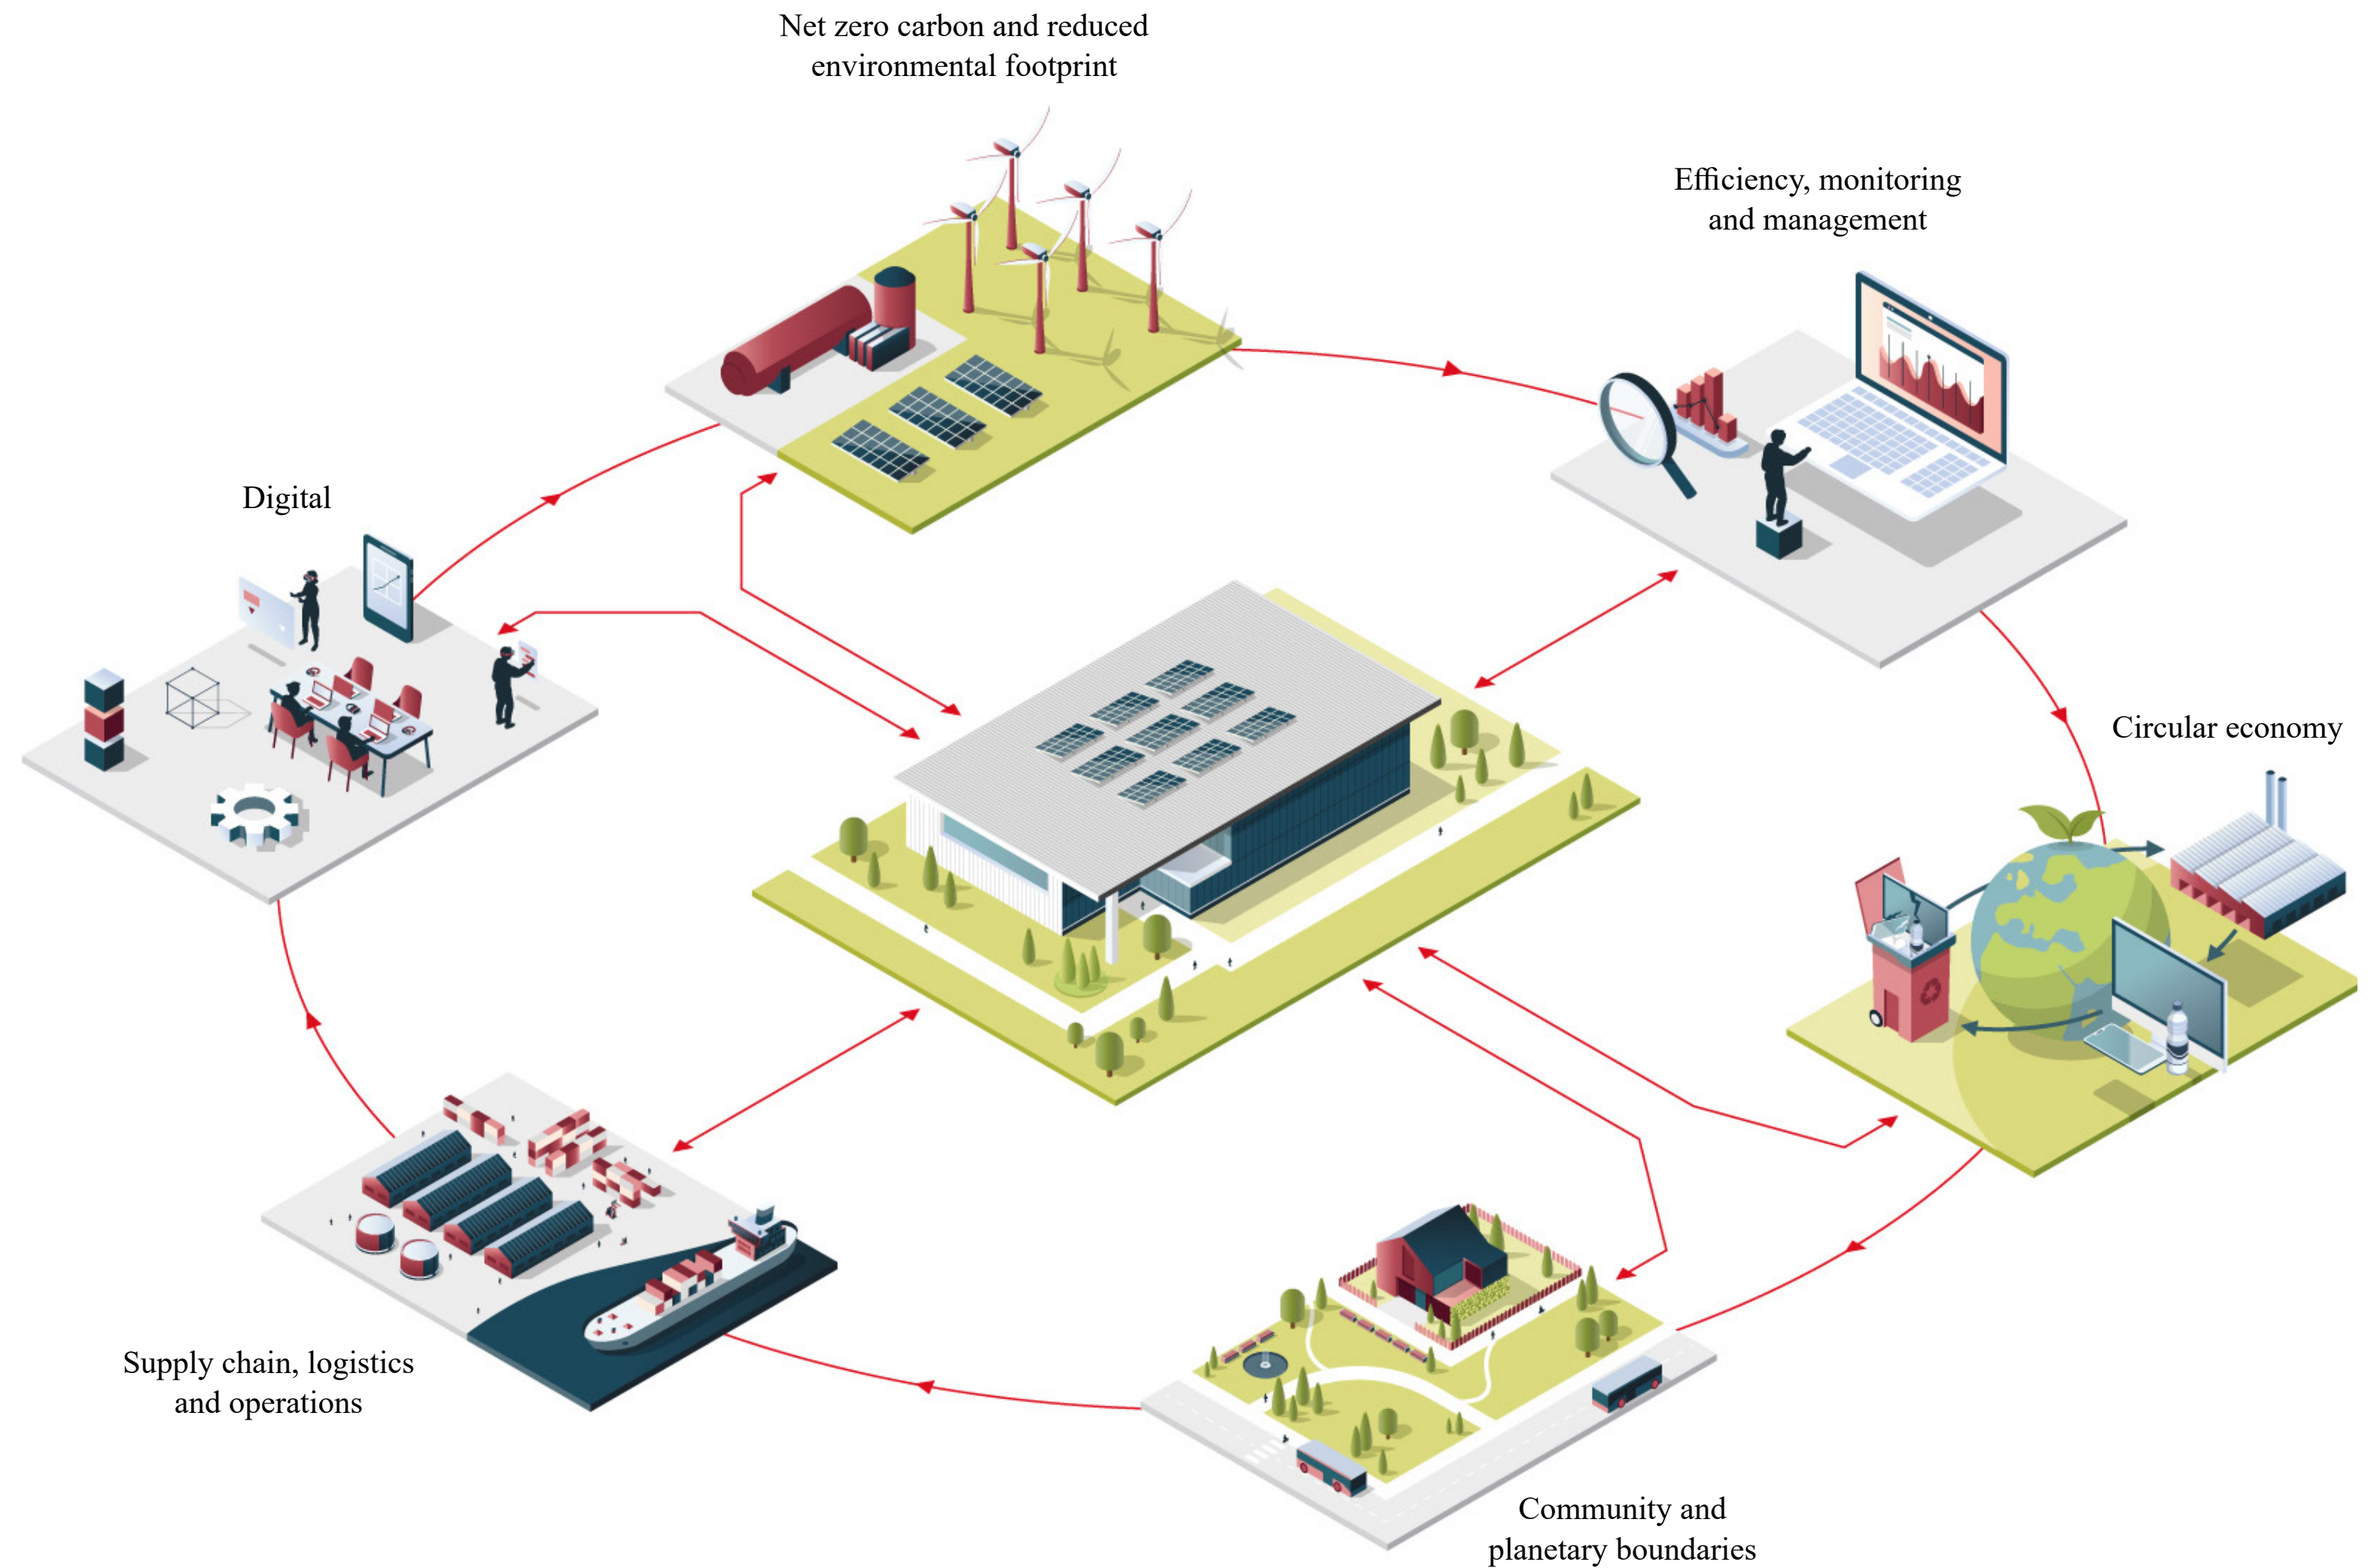 Net zero carbon and reduced
environmental footprint
Efficiency, monitoring
and management
Digital
Circular economy
Supply chain, logistics
and operations
Community and
planetary boundaries